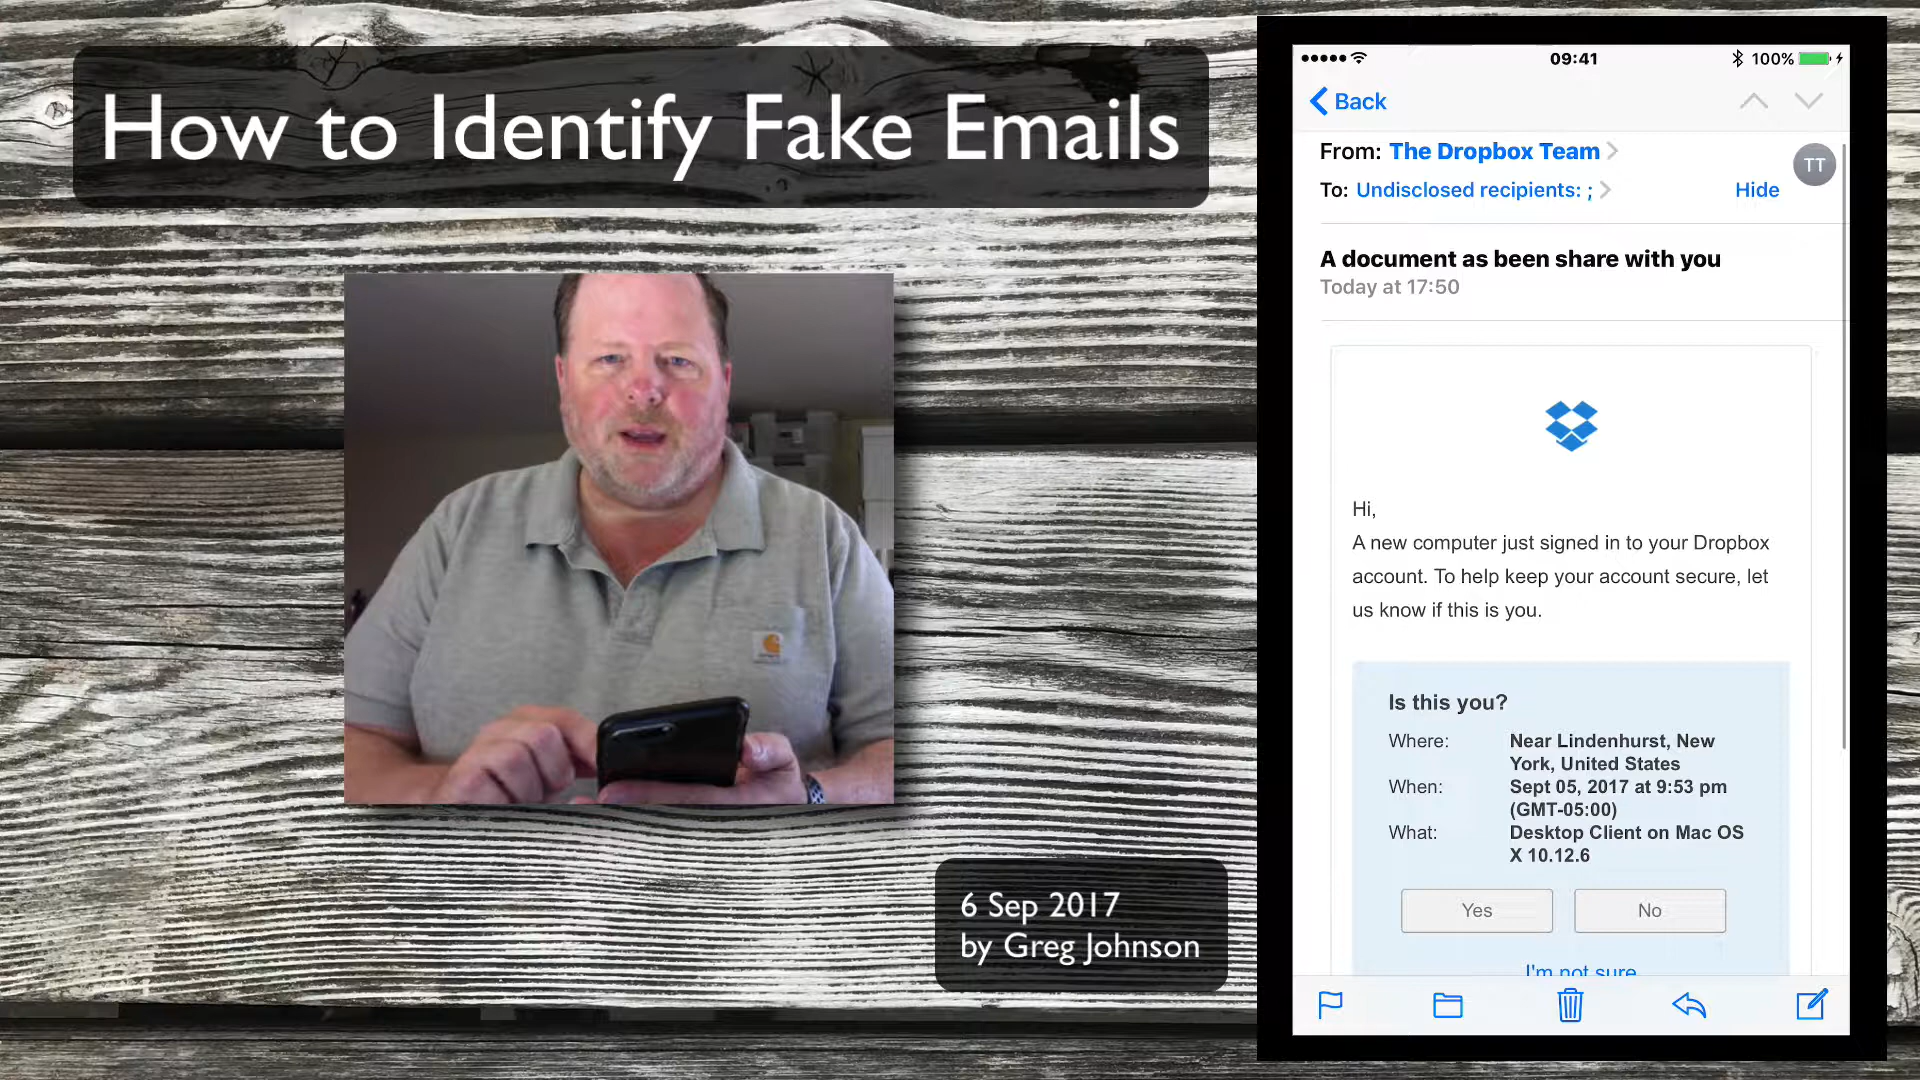 How to Identify Fake Emails
6 Sep 2017
by Greg Johnson
09:41
100%
Back
From: The Dropbox Team
TT
To: Undisclosed recipients: ;
Hide
A document as been share with you
Today at 17:50
Hi,
A new computer just signed in to your Dropbox
account. To help keep your account secure, let
us know if this is you.
Is this you?
Where: Near Lindenhurst, New
York, United States
When: Sept 05, 2017 at 9:53 pm
(GMT-05:00)
What: Desktop Client on Mac OS
X 10.12.6
Yes
No
I'm not sure